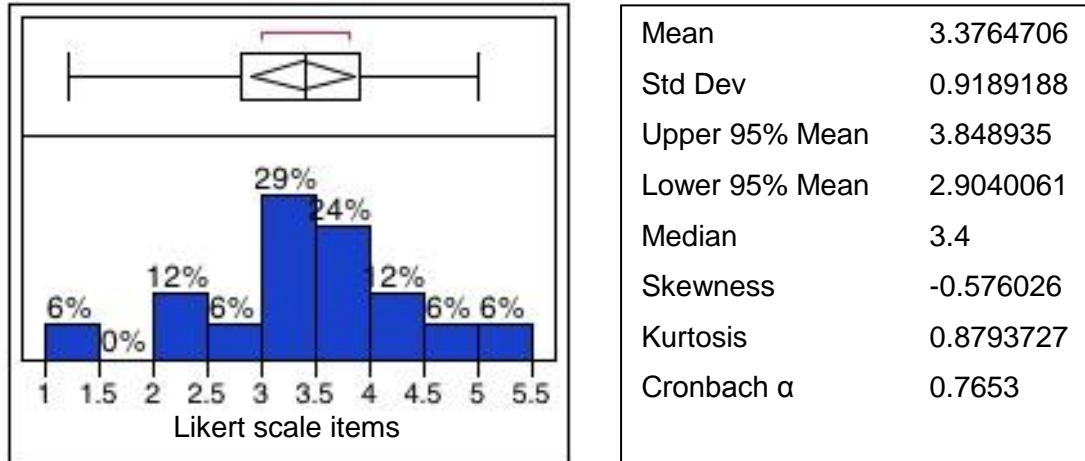 29%
24%
12%
12%
6%
6%
6%
6%
0%
1 1.5 2 2.5 3 3.5 4 4.5 5 5.5
Likert scale items
Mean 3.3764706
Std Dev 0.9189188
Upper 95% Mean 3.848935
Lower 95% Mean 2.9040061
Median 3.4
Skewness -0.576026
Kurtosis 0.8793727
Cronbach α 0.7653